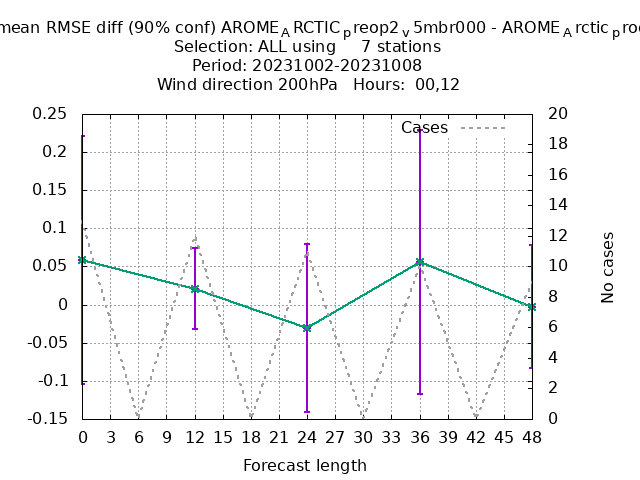 mean RMSE diff (90% conf) AROME_ARCTIC_preop2_v5mbr000 - AROME_Arctic_pro
Selection: ALL using     7 stations
Period: 20231002-20231008
Wind direction 200hPa   Hours:  00,12
Cases
0.25
0.2
0.15
0.1
0.05
0
-0.05
-0.1
-0.15
20
18
16
14
12
10
8
6
4
2
0
No cases
0 3 6 9 12 15 18 21 24 27 30 33 36 39 42 45 48
Forecast length